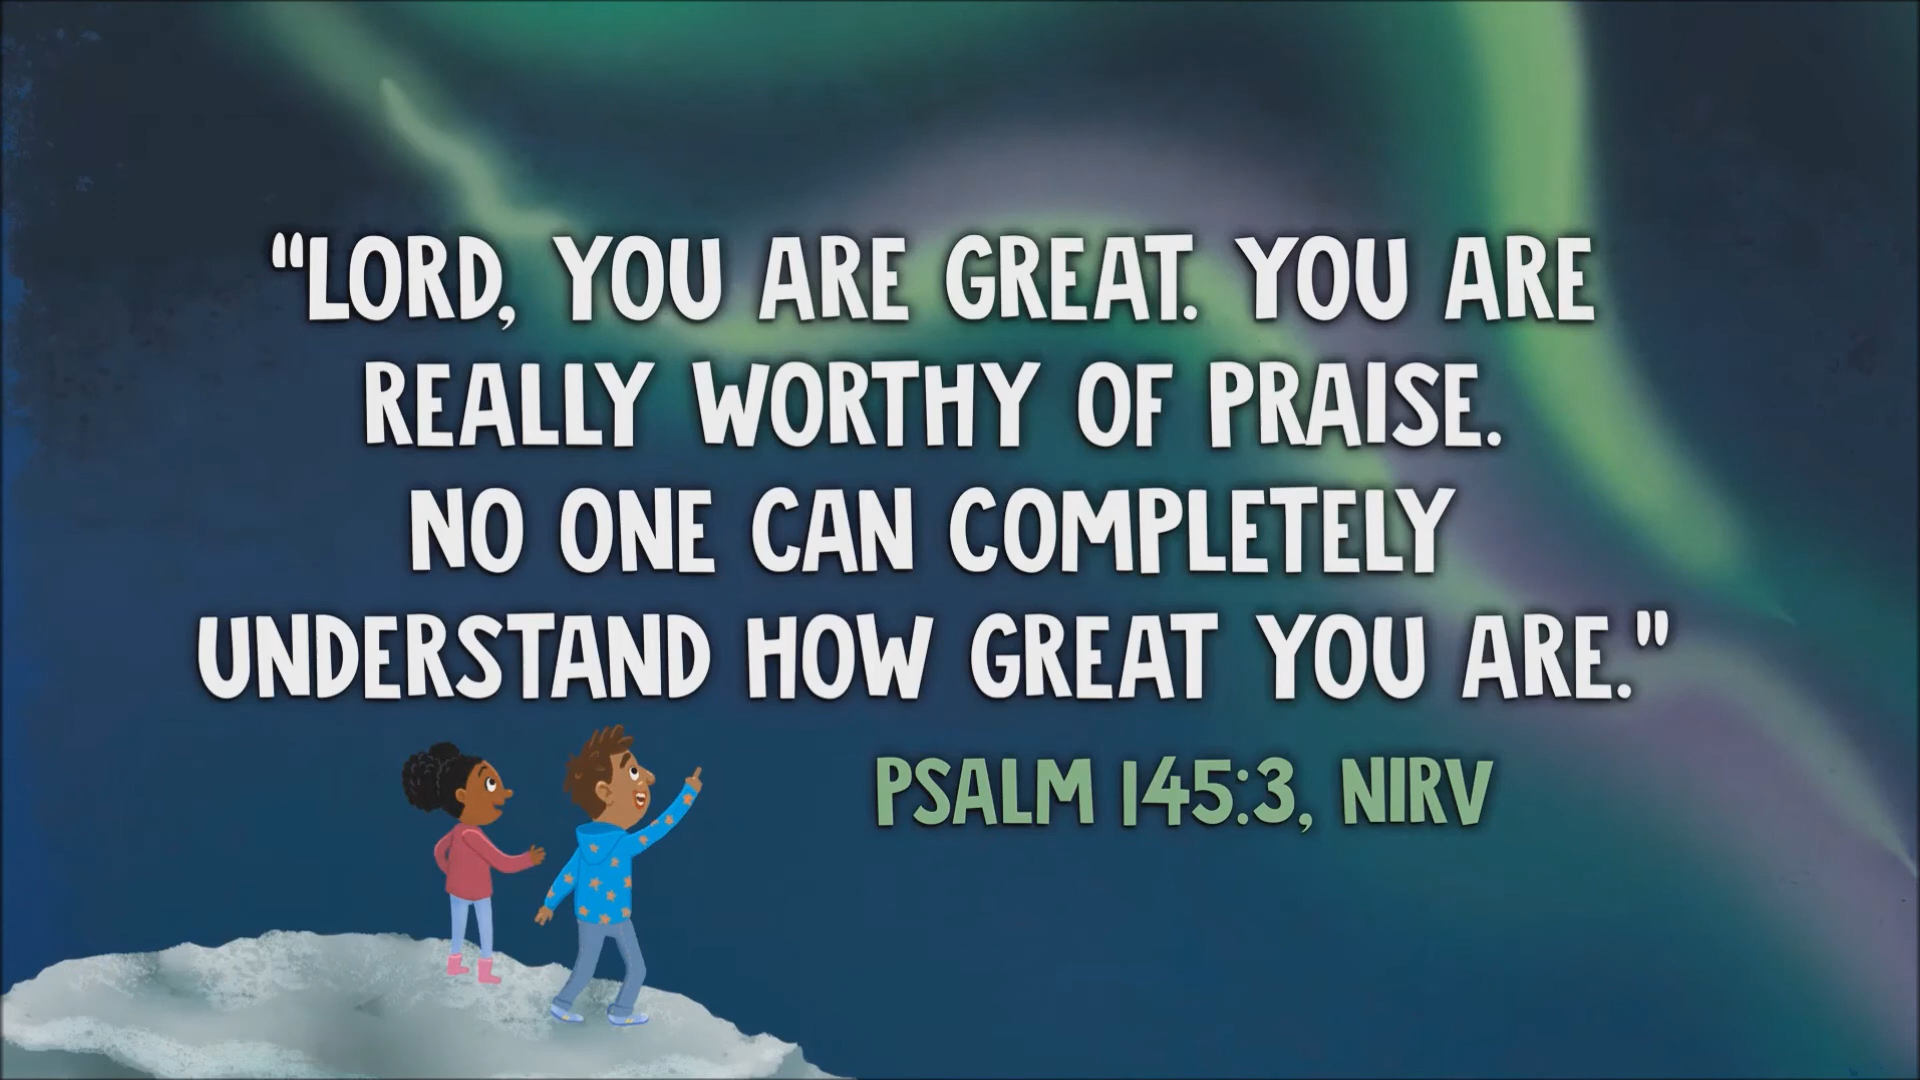 “LORD, YOU ARE GREAT. YOU ARE
REALLY WORTHY OF PRAISE.
NO ONE CAN COMPLETELY
UNDERSTAND HOW GREAT YOU ARE.”
PSALM 145:3, NIRV